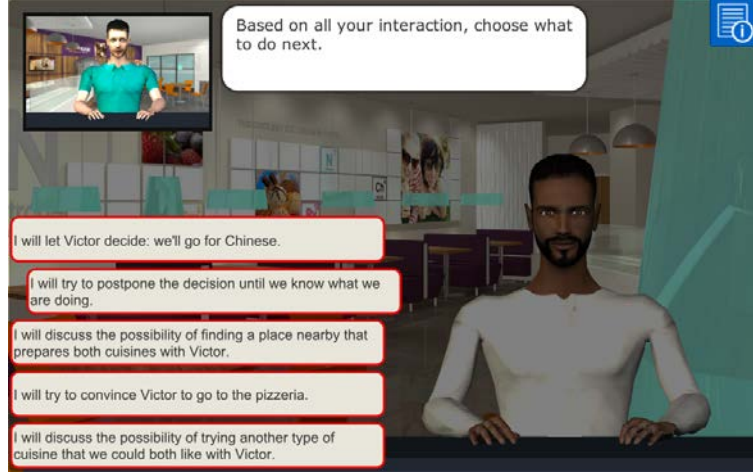 Based on all your interaction, choose what
to do next.
N
Ch
I will let Victor decide: we'll go for Chinese.
I will try to postpone the decision until we know what we
are doing.
I will discuss the possibility of finding a place nearby that
prepares both cuisines with Victor.
I will try to convince Victor to go to the pizzeria.
I will discuss the possibility of trying another type of
cuisine that we could both like with Victor.